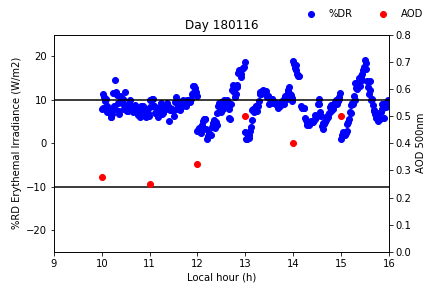 %DR AOD
Day 180116
20
10
0
−10
−20
%RD Erythermal Irradiance (W/m2)
0.8
0.7
0.6
0.5
0.4
0.3
0.2
0.1
0.0
AOD 500nm
9 10 11 12 13 14 15 16
Local hour (h)